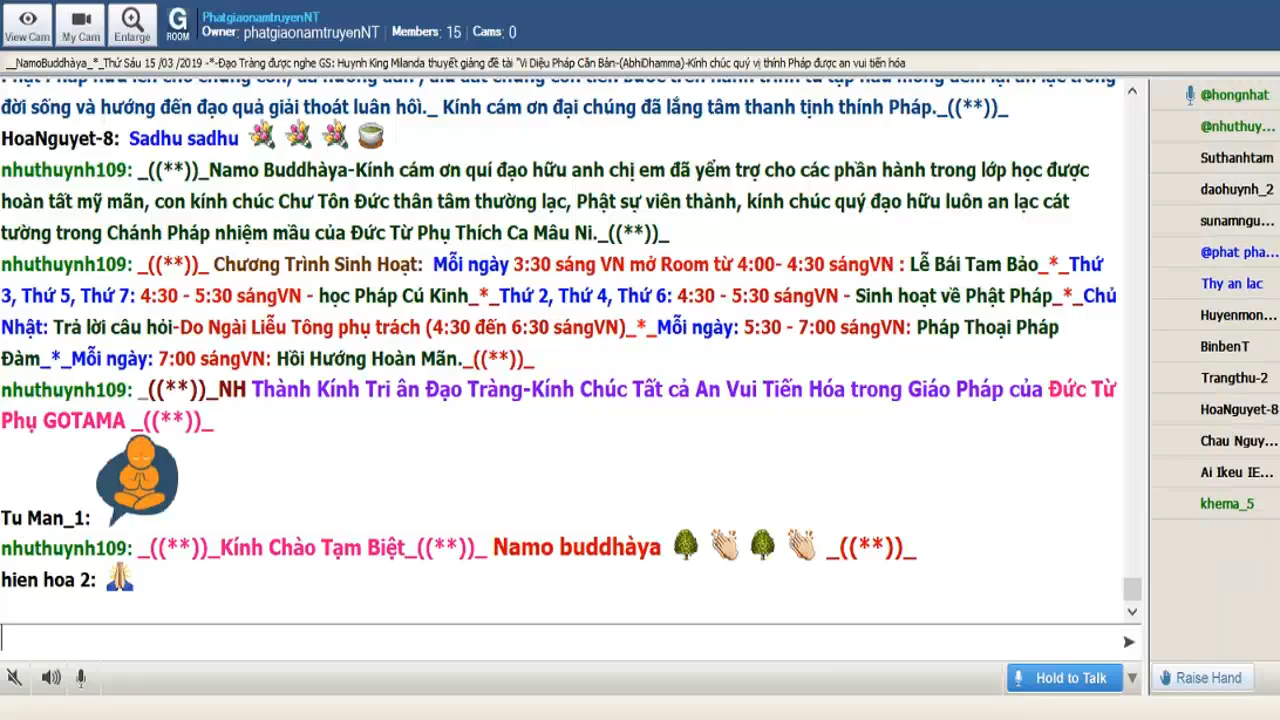 PhatgiaonamtruyenNT
View Cam My Cam Enlarge G ROOM Owner: phatgiaonamtruyenNT | Members: 15 | Cams: 0
__NamoBuddhàya_*_Thứ Sáu 15 /03 /2019 -*-Đạo Tràng được nghe GS: Huynh King Milanda thuyết giảng đề tài "Vi Diệu Pháp Căn Bản-(AbhiDhamma)-Kính chúc quý vị thính Pháp được an vui tiến hóa
đời sống và hướng đến đạo quả giải thoát luân hồi._ Kính cám ơn đại chúng đã lắng tâm thanh tịnh thính Pháp._((**))_
HoaNguyet-8: Sadhu sadhu
nhuthuynh109: _((**))_Namo Buddhàya-Kính cám ơn quí đạo hữu anh chị em đã yểm trợ cho các phần hành trong lớp học được
hoàn tất mỹ mãn, con kính chúc Chư Tôn Đức thân tâm thường lạc, Phật sự viên thành, kính chúc quý đạo hữu luôn an lạc cát
tường trong Chánh Pháp nhiệm mầu của Đức Từ Phụ Thích Ca Mâu Ni._((**))_
nhuthuynh109: _((**))_ Chương Trình Sinh Hoạt: Mỗi ngày 3:30 sáng VN mở Room từ 4:00- 4:30 sángVN : Lễ Bái Tam Bảo_*_Thứ
3, Thứ 5, Thứ 7: 4:30 - 5:30 sángVN - học Pháp Cú Kinh_*_Thứ 2, Thứ 4, Thứ 6: 4:30 - 5:30 sángVN - Sinh hoạt về Phật Pháp_*_Chủ
Nhật: Trả lời câu hỏi-Do Ngài Liễu Tông phụ trách (4:30 đến 6:30 sángVN)_*_Mỗi ngày: 5:30 - 7:00 sángVN: Pháp Thoại Pháp
Đàm_*_Mỗi ngày: 7:00 sángVN: Hồi Hướng Hoàn Mãn._((**))_
nhuthuynh109: _((**))_NH Thành Kính Tri ân Đạo Tràng-Kính Chúc Tất cả An Vui Tiến Hóa trong Giáo Pháp của Đức Từ
Phụ GOTAMA _((**))_
Tu Man_1:
nhuthuynh109: _((**))_Kính Chào Tạm Biệt_((**))_ Namo buddhàya _((**))_
hien hoa 2:
@hongnhat
@nhuthuy...
Suthanhtam
daohuynh_2
sunamngu...
@phat pha...
Thy an lac
Huyenmon...
BinbenT
Trangthu-2
HoaNguyet-8
Chau Nguy...
Ai Ikeu IE...
khema_5
Hold to Talk
Raise Hand